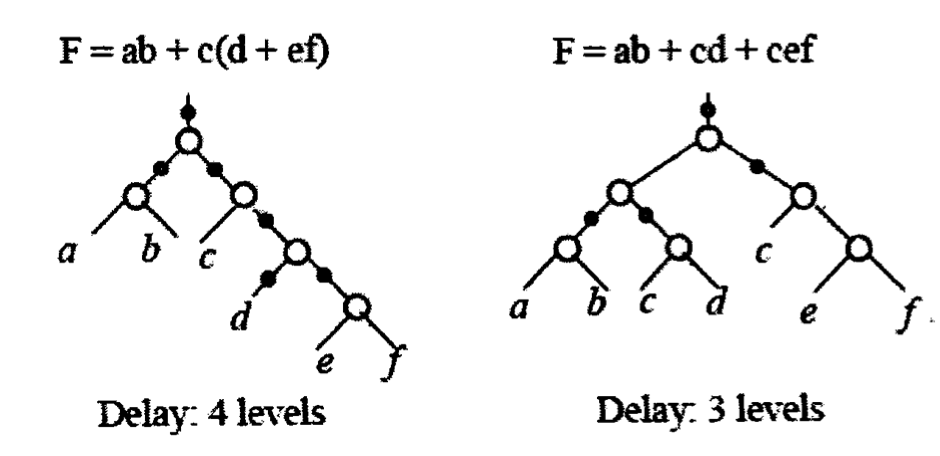 F = ab + c(d + ef)
a
b
c
d
e
f
Delay: 4 levels
F = ab + cd + cef
a
b
c
d
c
e
f
Delay: 3 levels